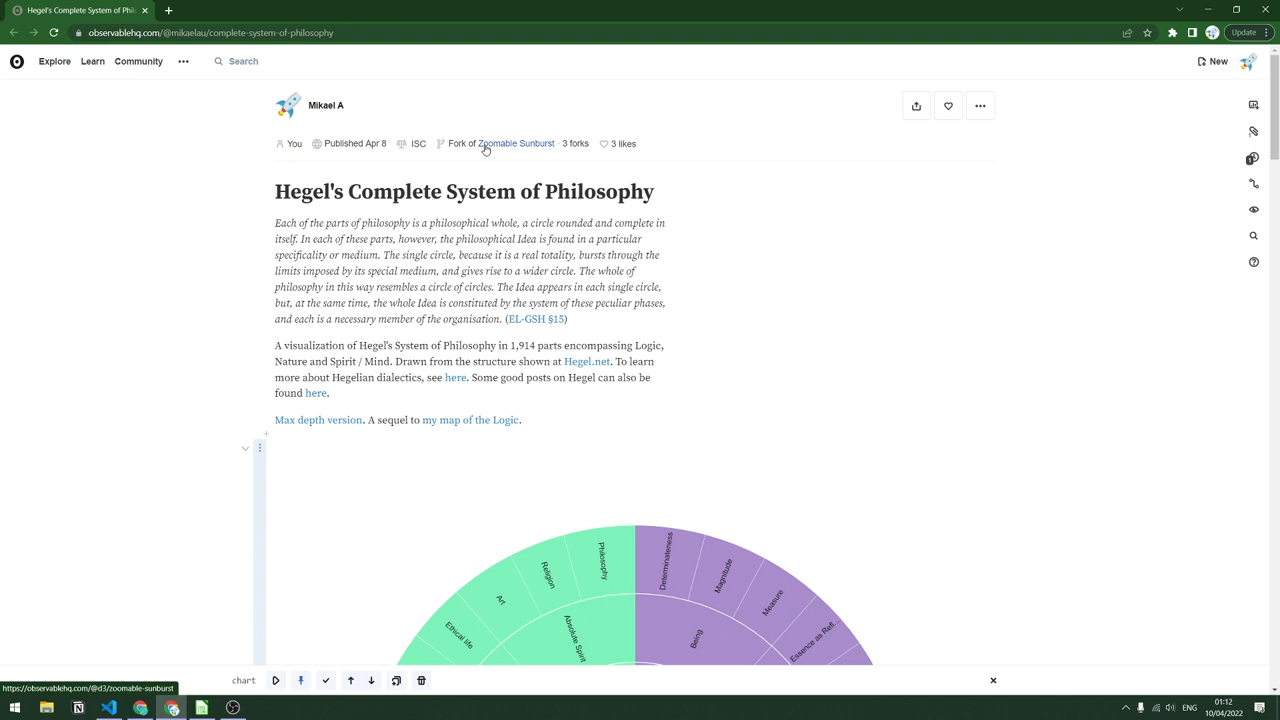 Hegel's Complete System of Phi
observablehq.com/@mikaelau/complete-system-of-philosophy
Update
Explore Learn Community Search New
Mikael A
You Published Apr 8 ISC Fork of Zoomable Sunburst · 3 forks 3 likes
Hegel's Complete System of Philosophy
Each of the parts of philosophy is a philosophical whole, a circle rounded and complete in
itself. In each of these parts, however, the philosophical Idea is found in a particular
specificality or medium. The single circle, because it is a real totality, bursts through the
limits imposed by its special medium, and gives rise to a wider circle. The whole of
philosophy in this way resembles a circle of circles. The Idea appears in each single circle,
but, at the same time, the whole Idea is constituted by the system of these peculiar phases,
and each is a necessary member of the organisation. (EL-GSH §15)
A visualization of Hegel's System of Philosophy in 1,914 parts encompassing Logic,
Nature and Spirit / Mind. Drawn from the structure shown at Hegel.net. To learn
more about Hegelian dialectics, see here. Some good posts on Hegel can also be
found here.
Max depth version. A sequel to my map of the Logic.
Ethical life
Art
Religion
Philosophy
Determinateness
Magnitude
Measure
Essence as Refl...
Absolute Spirit
Being
chart
https://observablehq.com/@d3/zoomable-sunburst
ENG
01:12
10/04/2022